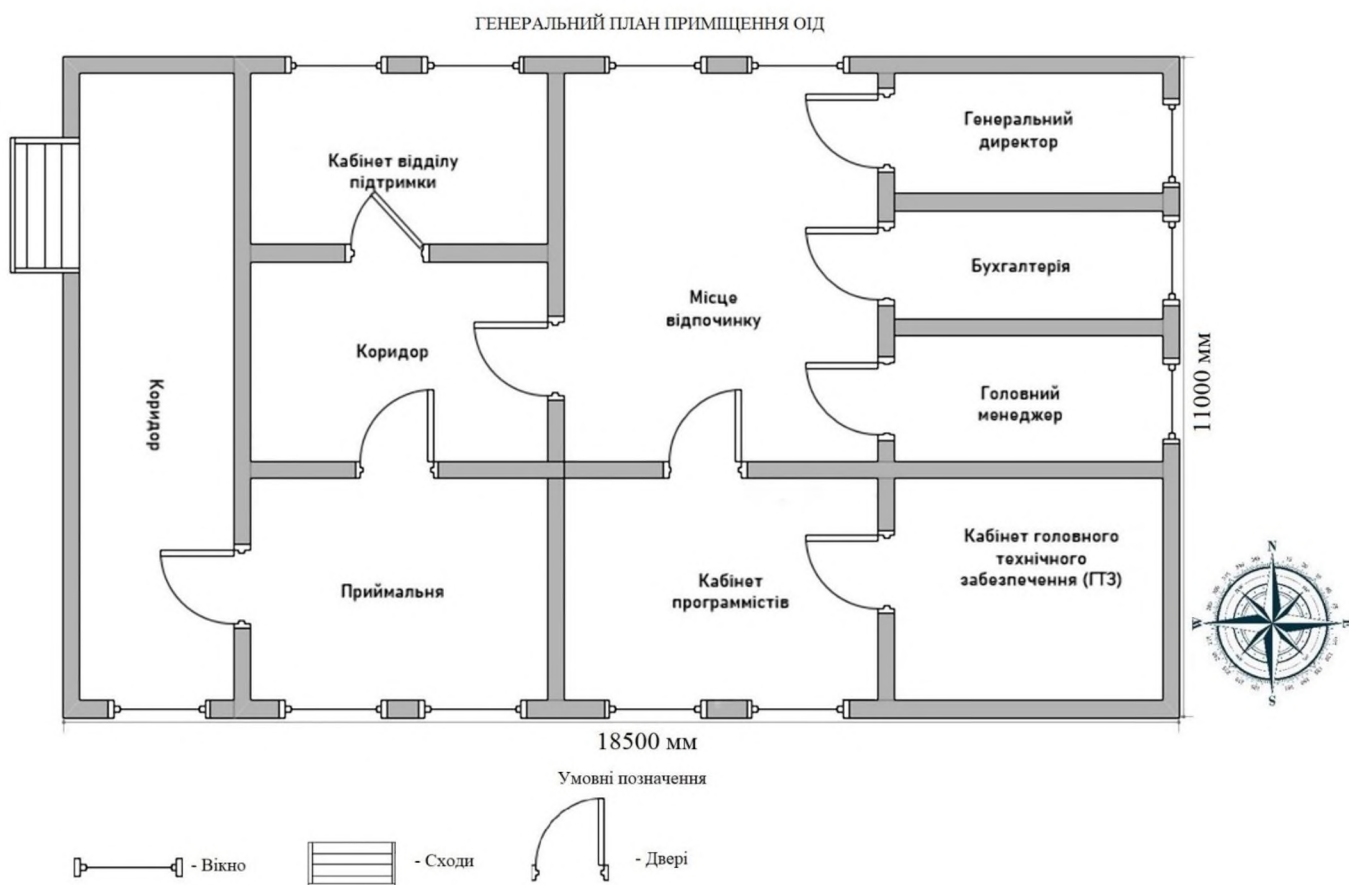 ГЕНЕРАЛЬНИЙ ПЛАН ПРИМІЩЕННЯ ОІД
Генеральний
директор
Кабінет відділу
підтримки
Бухгалтерія
Місце
відпочинку
Коридор
Коридор
Головний
менеджер
11000 мм
Кабінет головного
технічного
забезпечення (ГТЗ)
Приймальня
Кабінет
программістів
N
W
E
S
18500 мм
Умовні позначення
- Вікно
- Сходи
- Двері